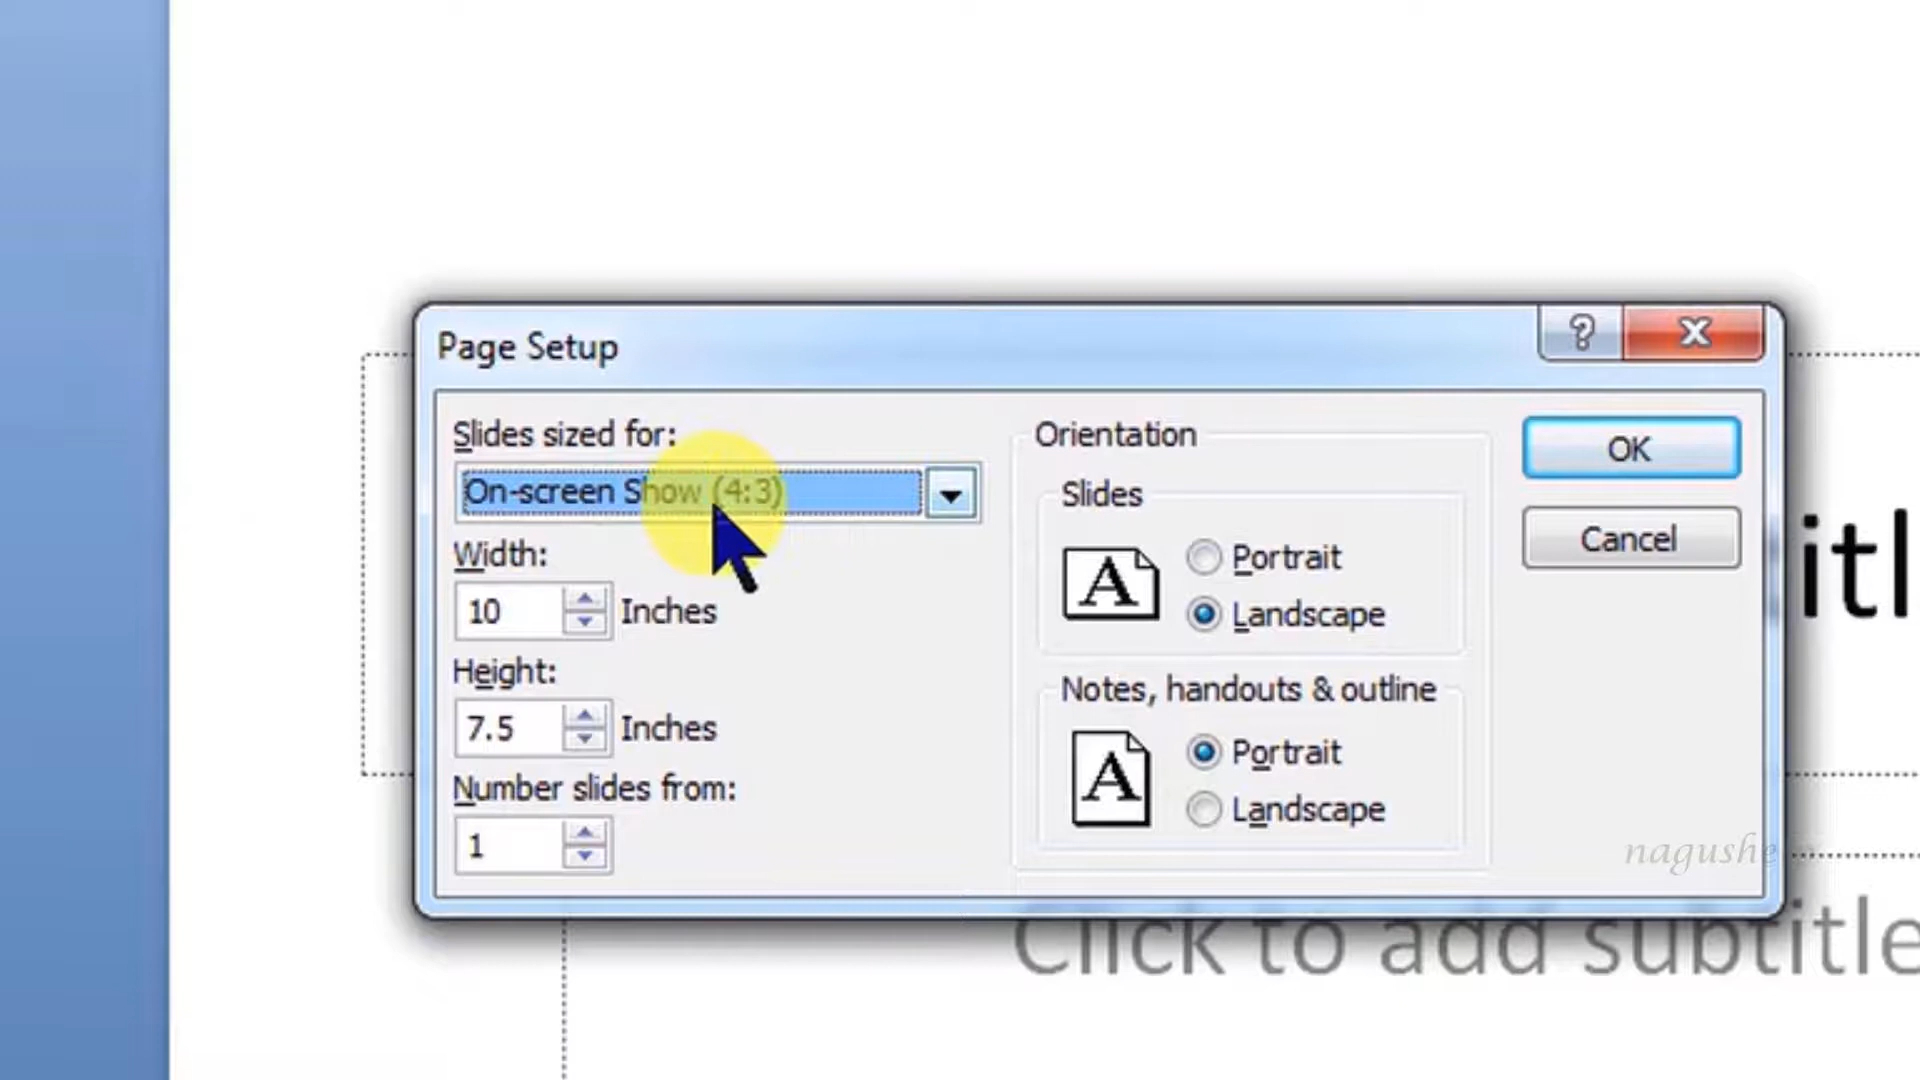 Page Setup
?
Slides sized for:
On-screen Show (4:3)
Width:
10 Inches
Height:
7.5 Inches
Number slides from:
1
Orientation
Slides
A
Portrait
Landscape
Notes, handouts & outline
A
Portrait
Landscape
OK
Cancel
itl
nagushe
Click to add subtitle